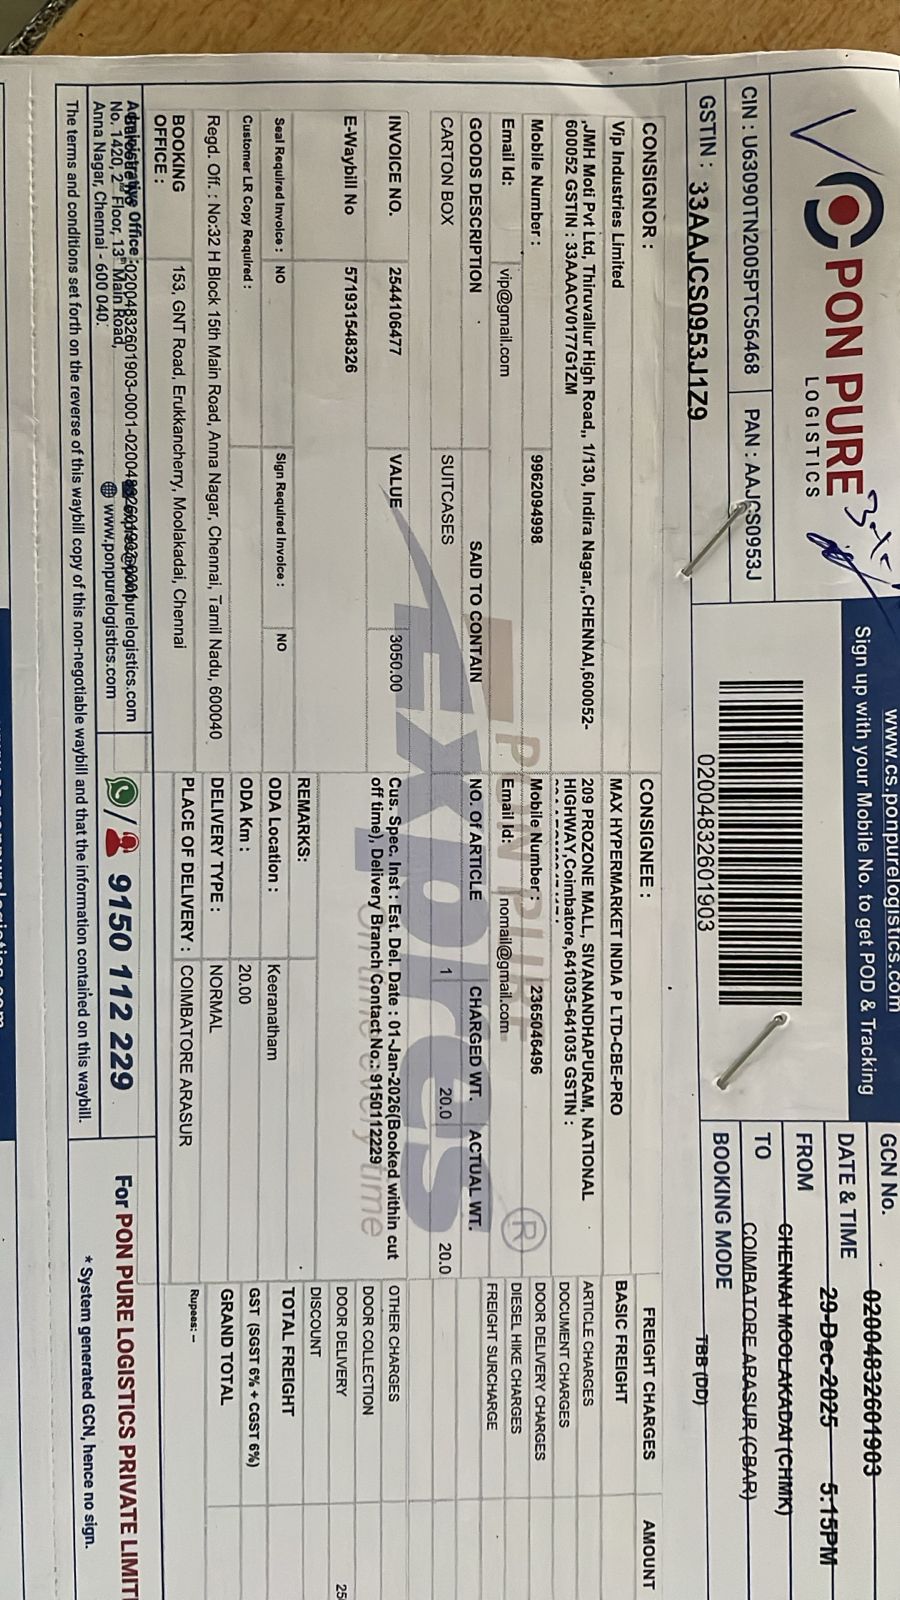 PON PURE
LOGISTICS
CIN : U63090TN2005PTC56468
PAN : AAJCS0953J
GSTIN : 33AAJCS0953J1Z9
www.cs.ponpurelogistics.com
Sign up with your Mobile No. to get POD & Tracking
02004832601903
GCN No. 02004832601903
DATE & TIME 29-Dec-2025 5.15PM
FROM CHENNAI MOOLAKADAI (CHMK)
TO COIMBATORE ARASUR (CBAR)
BOOKING MODE TBB (DD)
CONSIGNOR :
Vip Industries Limited
,JMH Moti Pvt Ltd, Thiruvallur High Road,, 1/130, Indira Nagar,,CHENNAI,600052-
600052 GSTIN : 33AAACV0177G1ZM
Mobile Number : 9962094998
Email Id: vip@gmail.com
CONSIGNEE :
MAX HYPERMARKET INDIA P LTD-CBE-PRO
209 PROZONE MALL, SIVANANDHAPURAM, NATIONAL
HIGHWAY,Coimbatore,641035-641035 GSTIN :
Mobile Number : 2365046496
Email Id: nomail@gmail.com
GOODS DESCRIPTION SAID TO CONTAIN NO. Of ARTICLE CHARGED WT. ACTUAL WT.
CARTON BOX SUITCASES 1 20.0 20.0
INVOICE NO. 2544106477 VALUE 3050.00
E-Waybill No 571931548326
Cus. Spec. Inst : Est. Del. Date : 01-Jan-2026(Booked within cut
off time), Delivery Branch Contact No.: 9150112229
Seal Required Invoice : NO Sign Required Invoice : NO
Customer LR Copy Required :
REMARKS:
ODA Location : Keeranatham
ODA Km : 20.00
DELIVERY TYPE : NORMAL
PLACE OF DELIVERY : COIMBATORE ARASUR
Regd. Off. : No:32 H Block 15th Main Road, Anna Nagar, Chennai, Tamil Nadu, 600040
BOOKING
OFFICE : 153, GNT Road, Erukkancherry, Moolakadai, Chennai
FREIGHT CHARGES AMOUNT
BASIC FREIGHT
ARTICLE CHARGES
DOCUMENT CHARGES
DOOR DELIVERY CHARGES
DIESEL HIKE CHARGES
FREIGHT SURCHARGE
OTHER CHARGES
DOOR COLLECTION
DOOR DELIVERY
DISCOUNT
TOTAL FREIGHT
GST (SGST 6% + CGST 6%)
GRAND TOTAL
Rupees: –
Administrative Office :
No. 1420, 2nd Floor, 13th Main Road,
Anna Nagar, Chennai - 600 040.
www.ponpurelogistics.com
9150 112 229
The terms and conditions set forth on the reverse of this waybill copy of this non-negotiable waybill and that the information contained on this waybill.
For PON PURE LOGISTICS PRIVATE LIMIT
* System generated GCN, hence no sign.